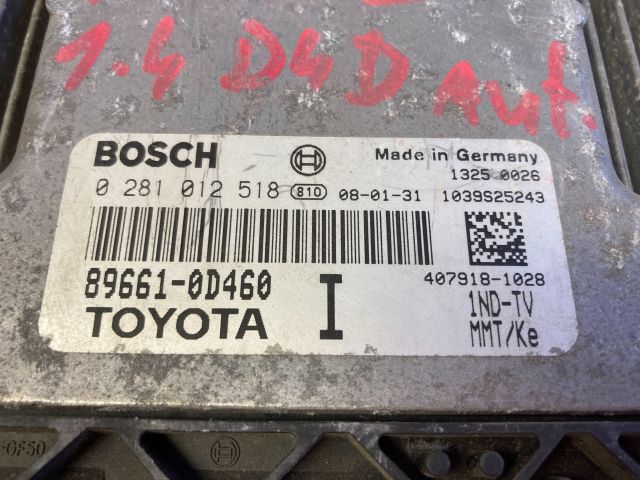 1.4 D4D Aut.
BOSCH
Made in Germany
1325 0026
0 281 012 518 810 08-01-31 1039S25243
89661-0D460
I
407918-1028
TOYOTA
1ND-TV
MMT/Ke
GF30